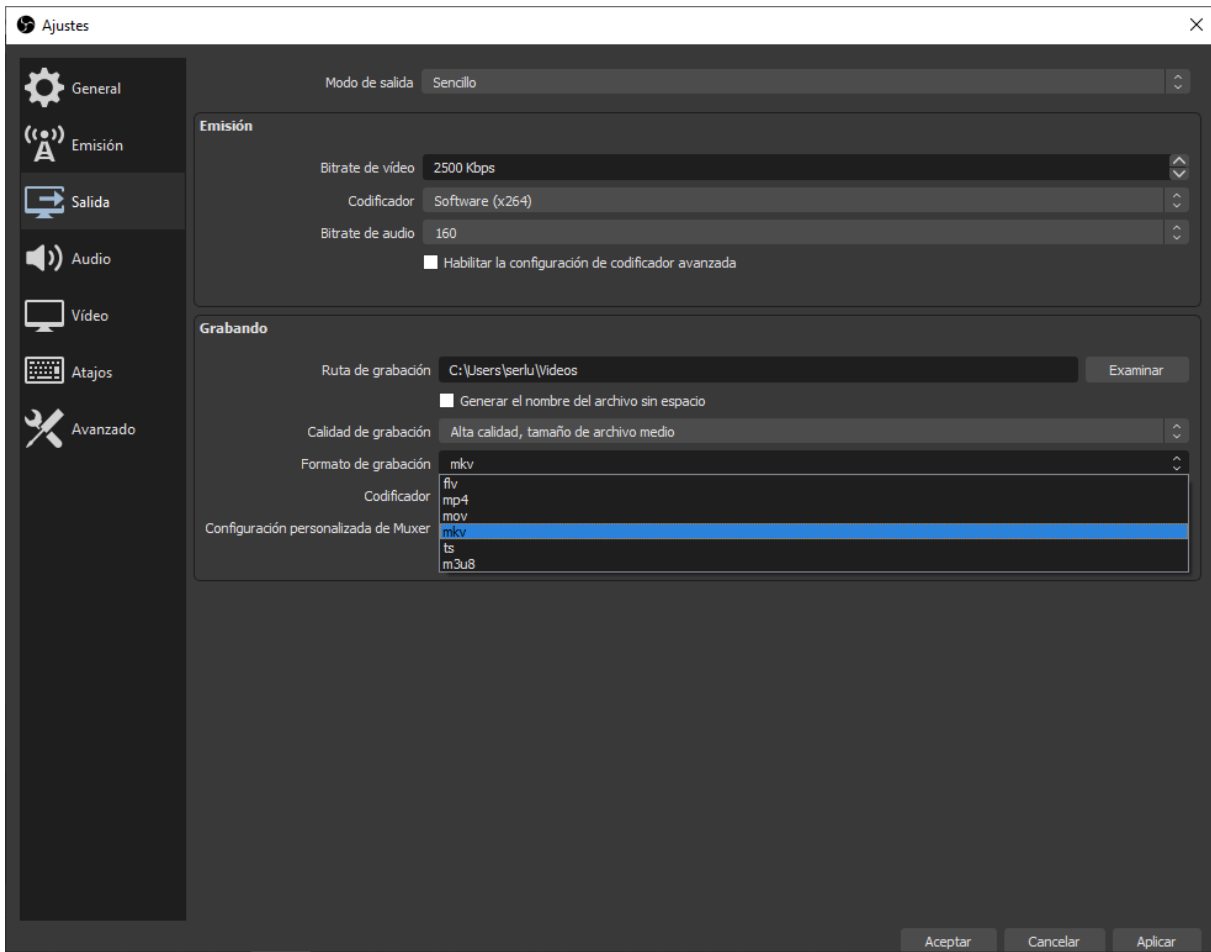 Ajustes
General
Emisión
Salida
Audio
Vídeo
Atajos
Avanzado
Modo de salida Sencillo
Emisión
Bitrate de vídeo 2500 Kbps
Codificador Software (x264)
Bitrate de audio 160
Habilitar la configuración de codificador avanzada
Grabando
Ruta de grabación C:\Users\serlu\Videos Examinar
Generar el nombre del archivo sin espacio
Calidad de grabación Alta calidad, tamaño de archivo medio
Formato de grabación mkv
flv
Codificador mp4
mov
Configuración personalizada de Muxer mkv
ts
m3u8
Aceptar Cancelar Aplicar